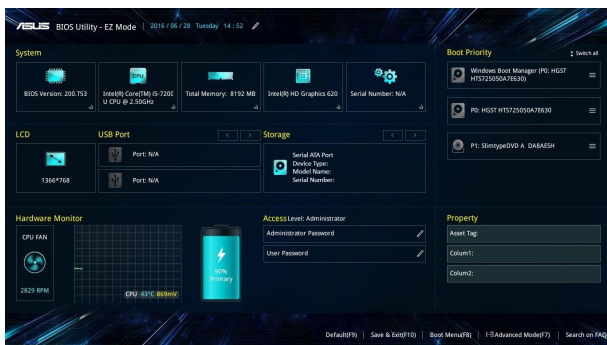 ASUS BIOS Utility - EZ Mode 2016 / 06 / 28 Tuesday 14 : 52
System
BIOS Version: 200.T53
Intel(R) Core(TM) i5-7200
U CPU @ 2.50GHz
Total Memory: 8192 MB
Intel(R) HD Graphics 620
Serial Number: N/A
Boot Priority
Switch all
Windows Boot Manager (P0: HGST
HTS725050A7E630)
P0: HGST HTS725050A7E630
P1: SlimtypeDVD A DA8AESH
LCD
1366*768
USB Port
Port: N/A
Port: N/A
Storage
Serial ATA Port
Device Type:
Model Name:
Serial Number:
Hardware Monitor
CPU FAN
2829 RPM
CPU 43°C 869mV
90%
Primary
Access Level: Administrator
Administrator Password
User Password
Property
Asset Tag:
Colum1:
Colum2:
Default(F9) | Save & Exit(F10) | Boot Menu(F8) | Advanced Mode(F7) | Search on FAQ